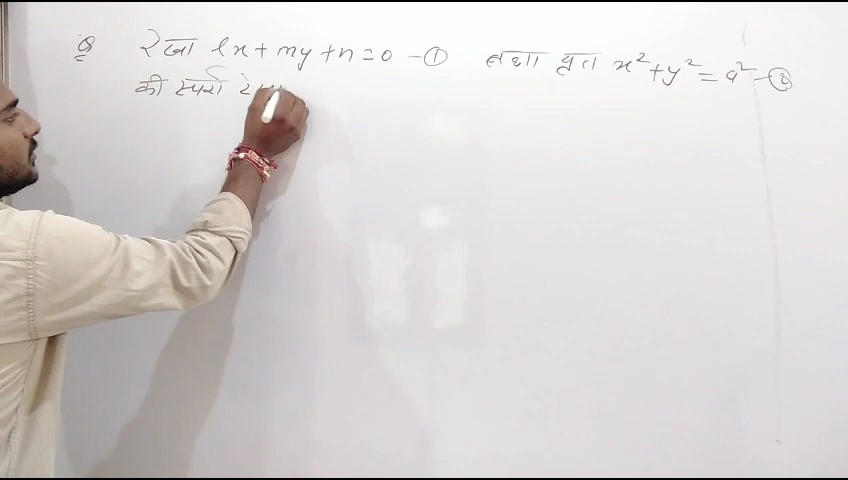 Q रेखा lx + my + n = 0 - ① तथा वृत्त x² + y² = a² - ②
की स्पर्श